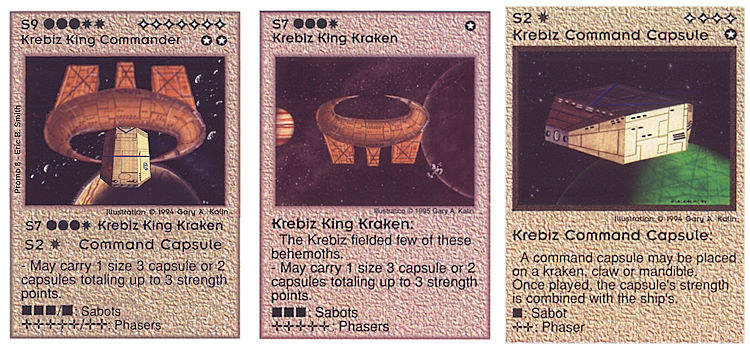 S9
Krebiz King Commander
Prompt 8 - Eric B. Smith
Illustration © 1994 Gary A. Kalin
S7 Krebiz King Kraken
S2 Command Capsule
- May carry 1 size 3 capsule or 2
capsules totaling up to 3 strength
points.
/ : Sabots
/ : Phasers
S7
Krebiz King Kraken
Illustration © 1995 Gary A. Kalin
Krebiz King Kraken:
The Krebiz fielded few of these
behemoths.
- May carry 1 size 3 capsule or 2
capsules totaling up to 3 strength
points.
: Sabots
: Phasers
S2
Krebiz Command Capsule
Illustration © 1994 Gary A. Kalin
Krebiz Command Capsule:
A command capsule may be placed
on a kraken, claw or mandible.
Once played, the capsule's strength
is combined with the ship's.
: Sabot
: Phaser